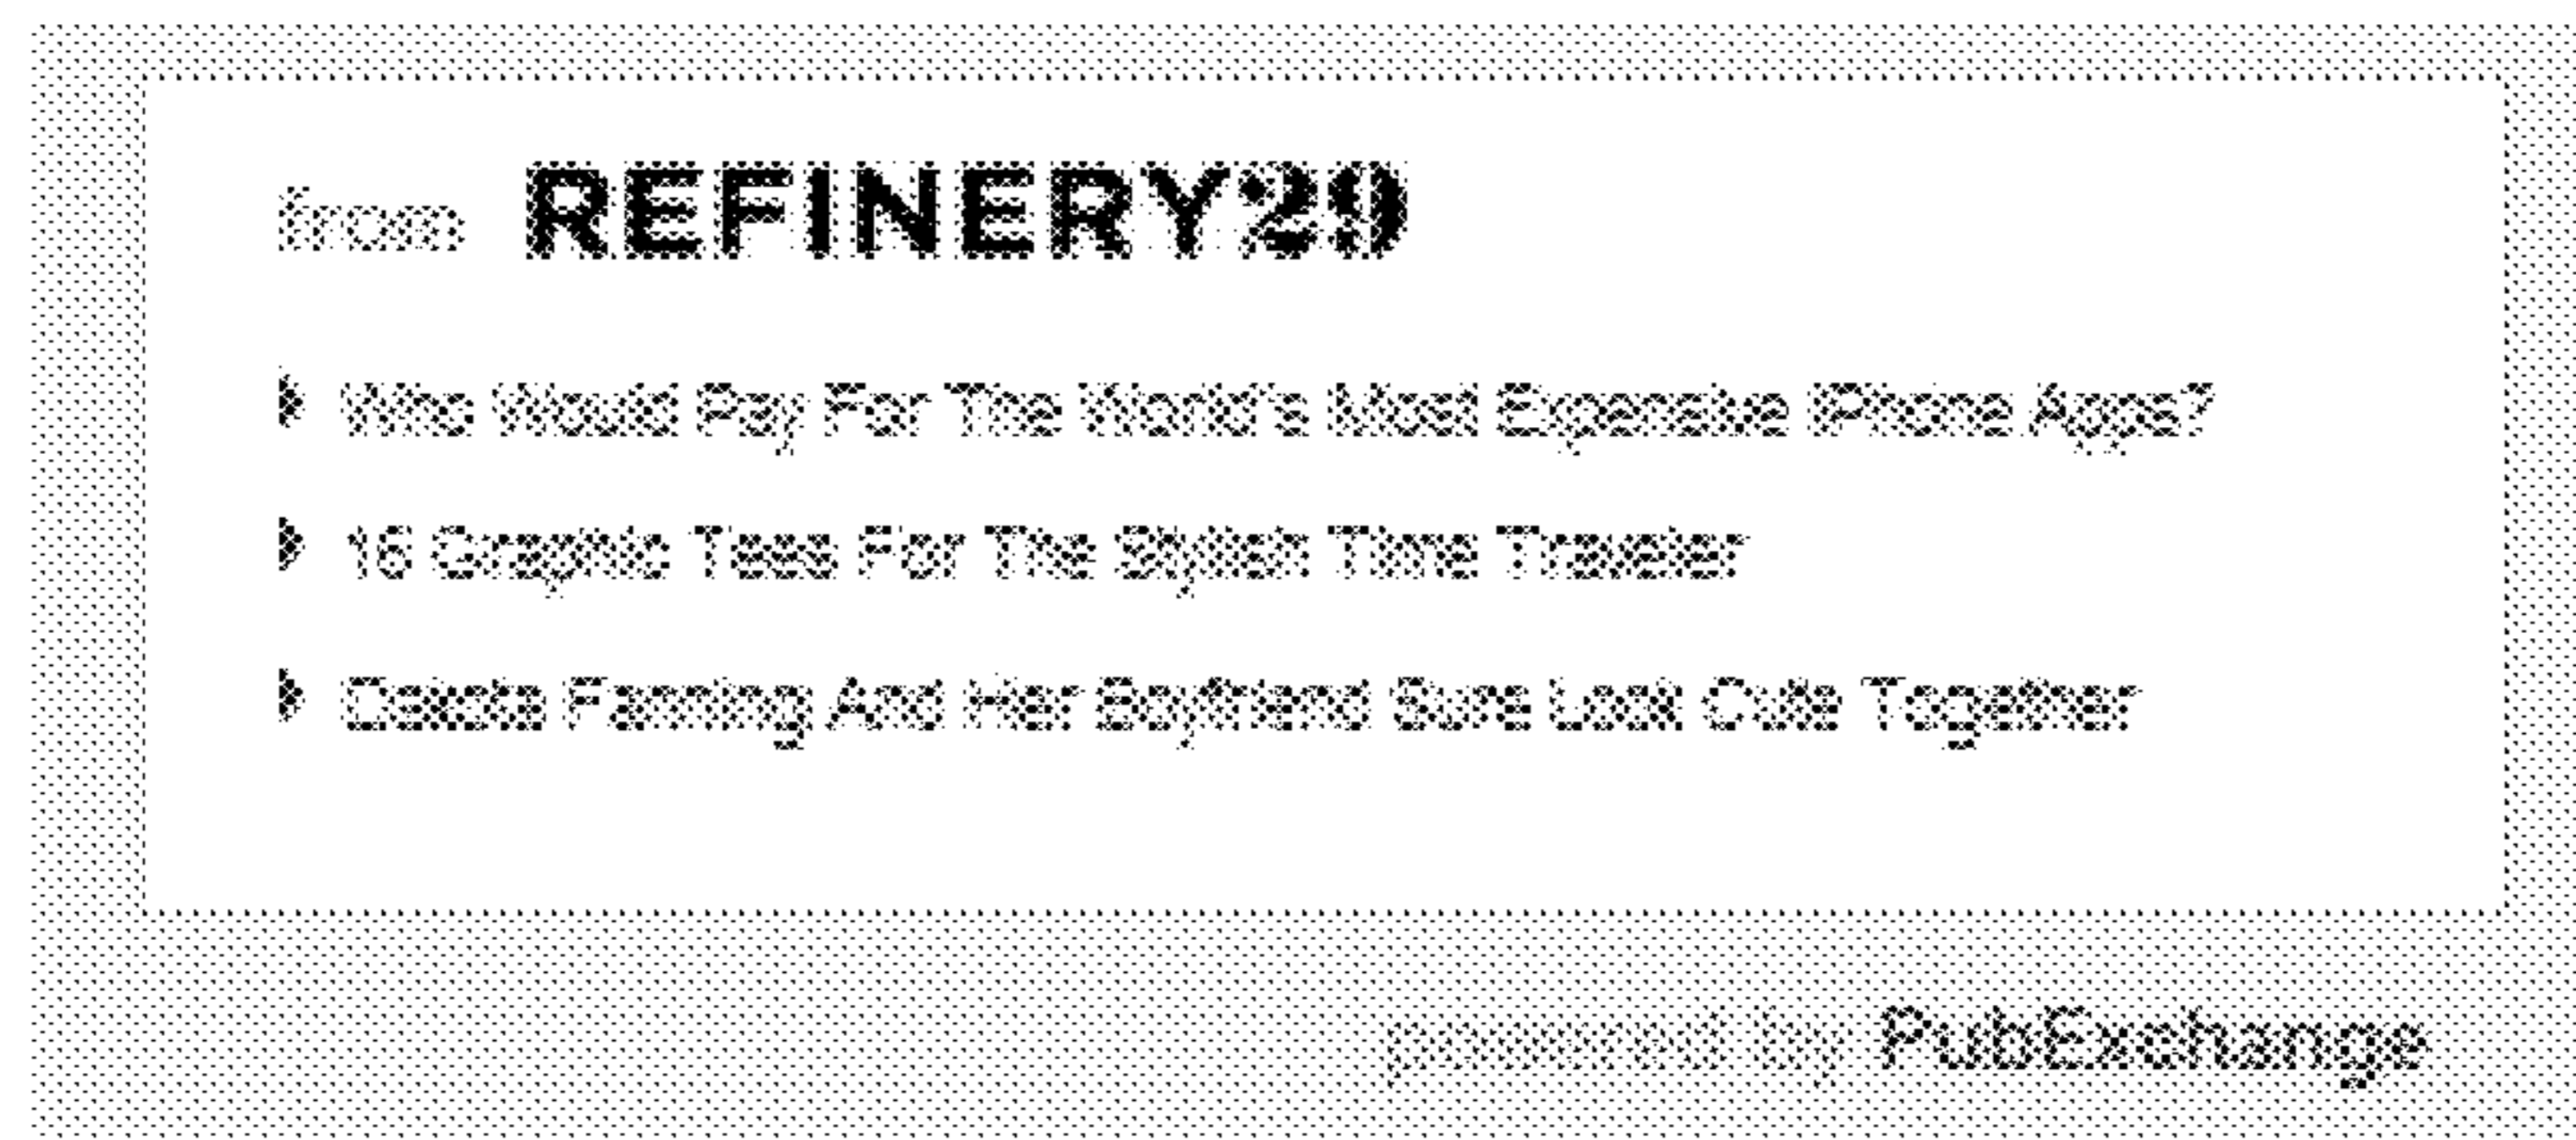 from REFINERY29
Who Would Pay For The World's Most Expensive iPhone Apps?
16 Graphic Tees For The Stylish Time Traveler
Dakota Fanning And Her Boyfriend Sure Look Cute Together
powered by PubExchange